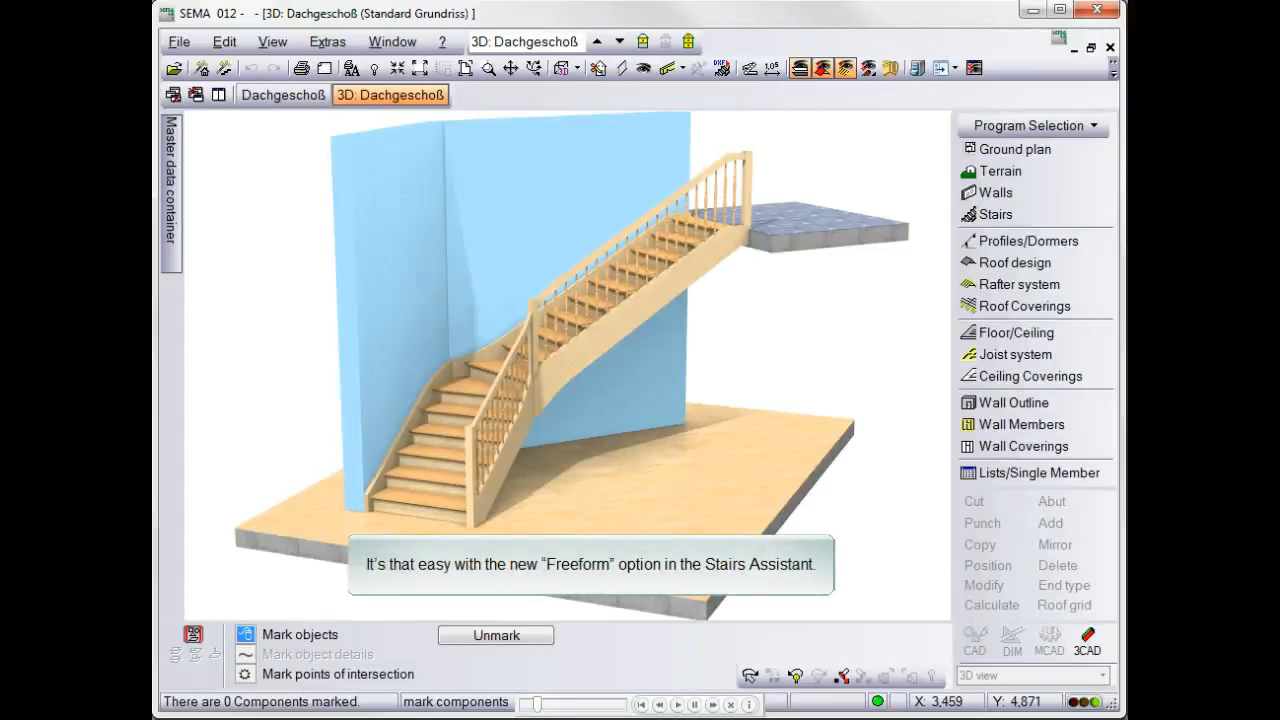 SEMA 012 - - [3D: Dachgeschoß (Standard Grundriss) ]
File Edit View Extras Window ? 3D: Dachgeschoß
Dachgeschoß 3D: Dachgeschoß
Master data container
Program Selection
Ground plan
Terrain
Walls
Stairs
Profiles/Dormers
Roof design
Rafter system
Roof Coverings
Floor/Ceiling
Joist system
Ceiling Coverings
Wall Outline
Wall Members
Wall Coverings
Lists/Single Member
Cut Abut
Punch Add
Copy Mirror
Position Delete
Modify End type
Calculate Roof grid
CAD DIM MCAD 3CAD
3D view
It's that easy with the new “Freeform” option in the Stairs Assistant.
Mark objects Unmark
Mark object details
Mark points of intersection
There are 0 Components marked. mark components X: 3,459 Y: 4,871